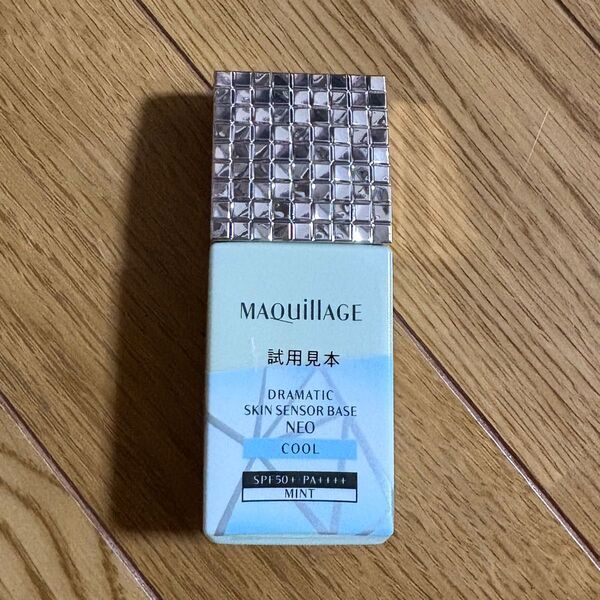 MAQuillAGE
試用見本
DRAMATIC
SKIN SENSOR BASE
NEO
COOL
SPF50+ PA++++
MINT